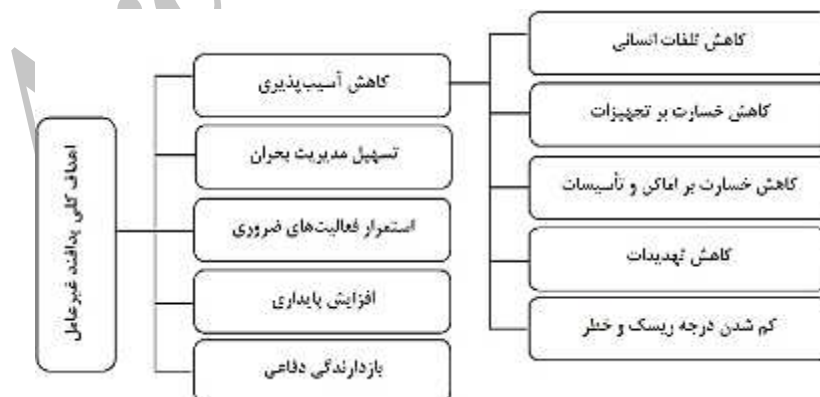 اهداف کلی پدافند غیرعامل
کاهش آسیب‌پذیری
تسهیل مدیریت بحران
استمرار فعالیت‌های ضروری
افزایش پایداری
بازدارندگی دفاعی
کاهش تلفات انسانی
کاهش خسارت بر تجهیزات
کاهش خسارت بر اماکن و تأسیسات
کاهش تهدیدات
کم شدن درجه ریسک و خطر